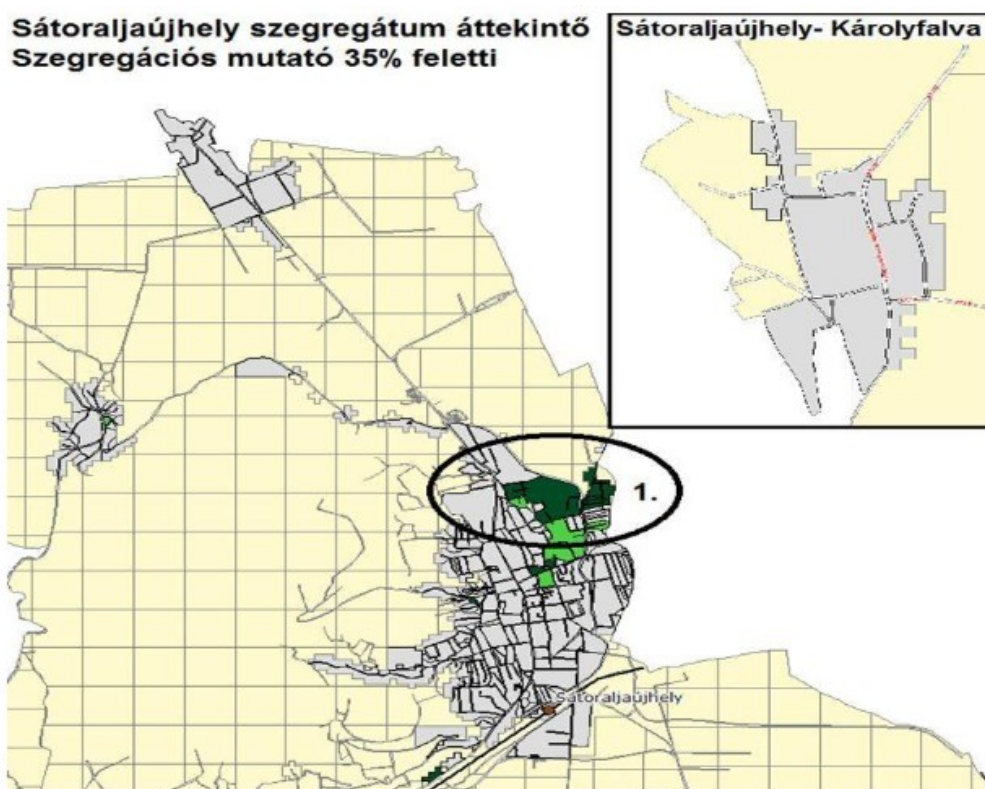 Sátoraljaújhely szegregátum áttekintő
Szegregációs mutató 35% feletti
Sátoraljaújhely- Károlyfalva
1.
Sátoraljaújhely